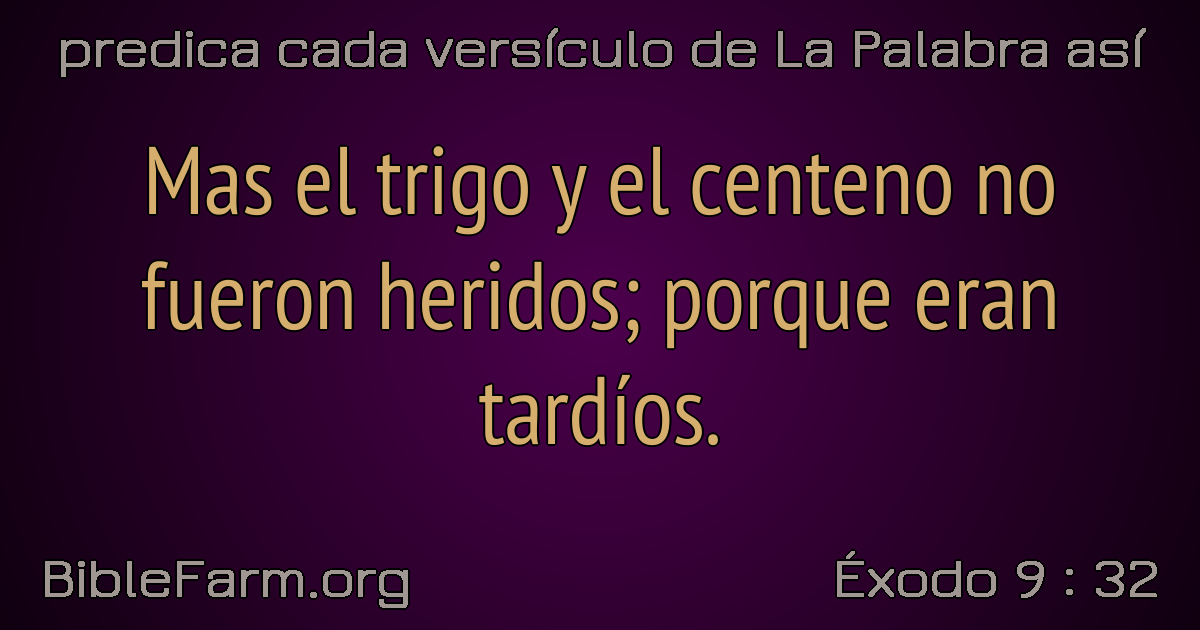 predica cada versículo de La Palabra así
Mas el trigo y el centeno no
fueron heridos; porque eran
tardíos.
BibleFarm.org
Éxodo 9 : 32